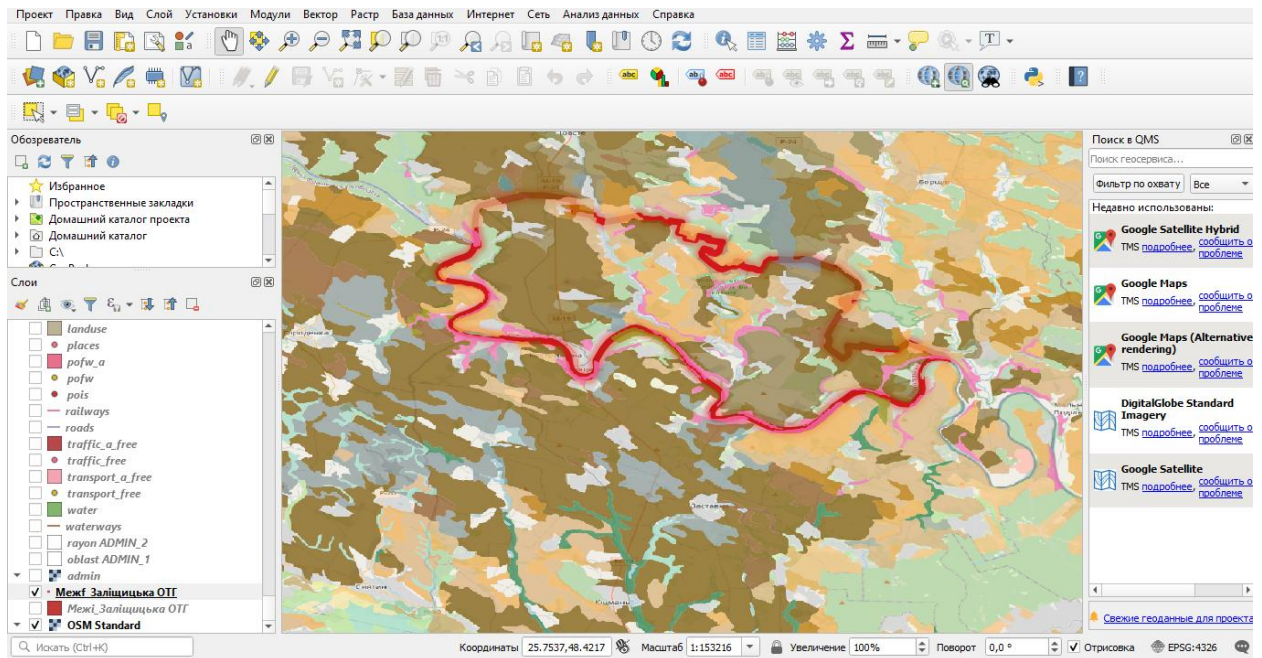 Проект Правка Вид Слой Установки Модули Вектор Растр База данных Интернет Сеть Анализ данных Справка
Обозреватель
Избранное
Пространственные закладки
Домашний каталог проекта
Домашний каталог
C:\
Слои
landuse
places
pofw_a
pofw
pois
railways
roads
traffic_a_free
traffic_free
transport_a_free
transport_free
water
waterways
rayon ADMIN_2
oblast ADMIN_1
admin
Межf_Заліщицька ОТГ
Межі_Заліщицька ОТГ
OSM Standard
Поиск в QMS
Поиск геосервиса...
Фильтр по охвату Все
Недавно использованы:
Google Satellite Hybrid
TMS подробнее, сообщить о
проблеме
Google Maps
TMS подробнее, сообщить о
проблеме
Google Maps (Alternative
rendering)
TMS подробнее, сообщить о
проблеме
DigitalGlobe Standard
Imagery
TMS подробнее, сообщить о
проблеме
Google Satellite
TMS подробнее, сообщить о
проблеме
Свежие геоданные для проекта
Искать (Ctrl+K) Координаты 25.7537,48.4217 Масштаб 1:153216 Увеличение 100% Поворот 0,0 ° Отрисовка EPSG:4326